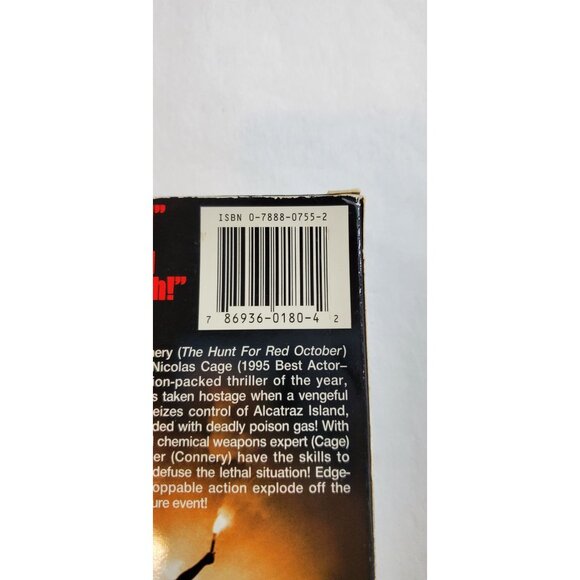 "
ISBN 0-7888-0755-2
h!"
7 86936-0180-4 2
nery (The Hunt For Red October)
Nicolas Cage (1995 Best Actor–
ion-packed thriller of the year,
s taken hostage when a vengeful
eizes control of Alcatraz Island,
ded with deadly poison gas! With
chemical weapons expert (Cage)
er (Connery) have the skills to
defuse the lethal situation! Edge-
oppable action explode off the
ure event!